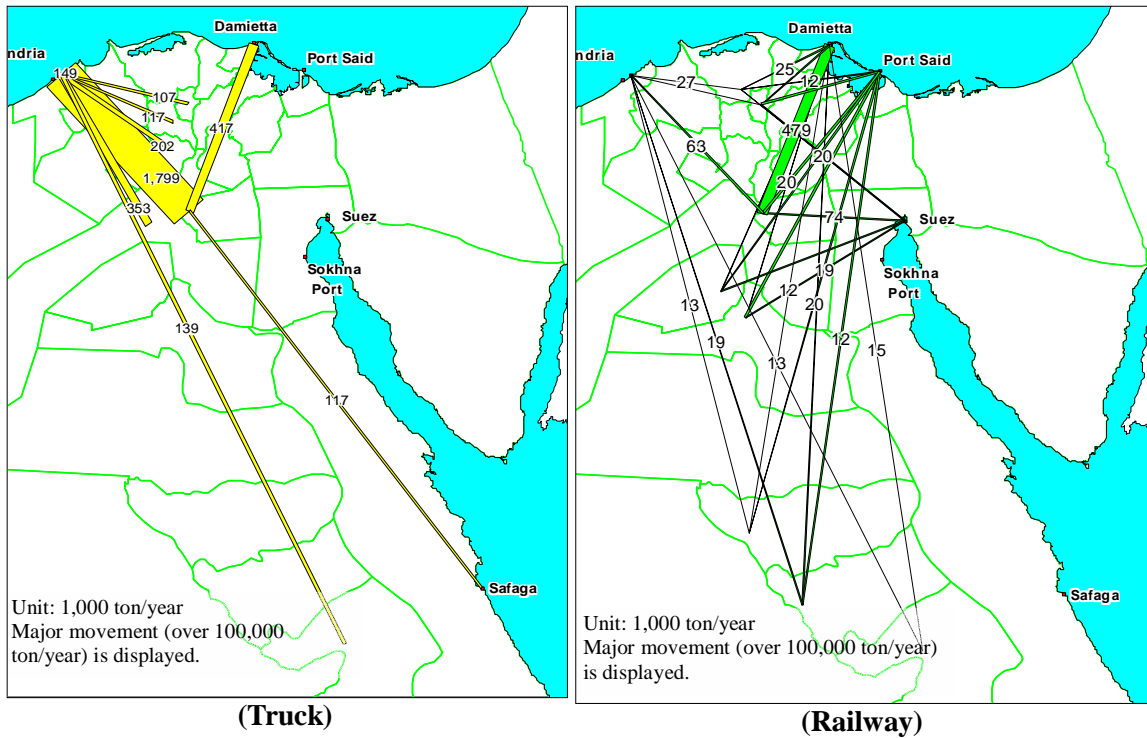 Damietta
ndria
Port Said
149
107
117
417
202
1,799
353
Suez
Sokhna
Port
139
117
Safaga
Unit: 1,000 ton/year
Major movement (over 100,000
ton/year) is displayed.
(Truck)
Damietta
ndria
Port Said
25
27
12
479
63
20
20
74
Suez
19
Sokhna
Port
12
13
20
19
12
15
13
Safaga
Unit: 1,000 ton/year
Major movement (over 100,000 ton/year)
is displayed.
(Railway)